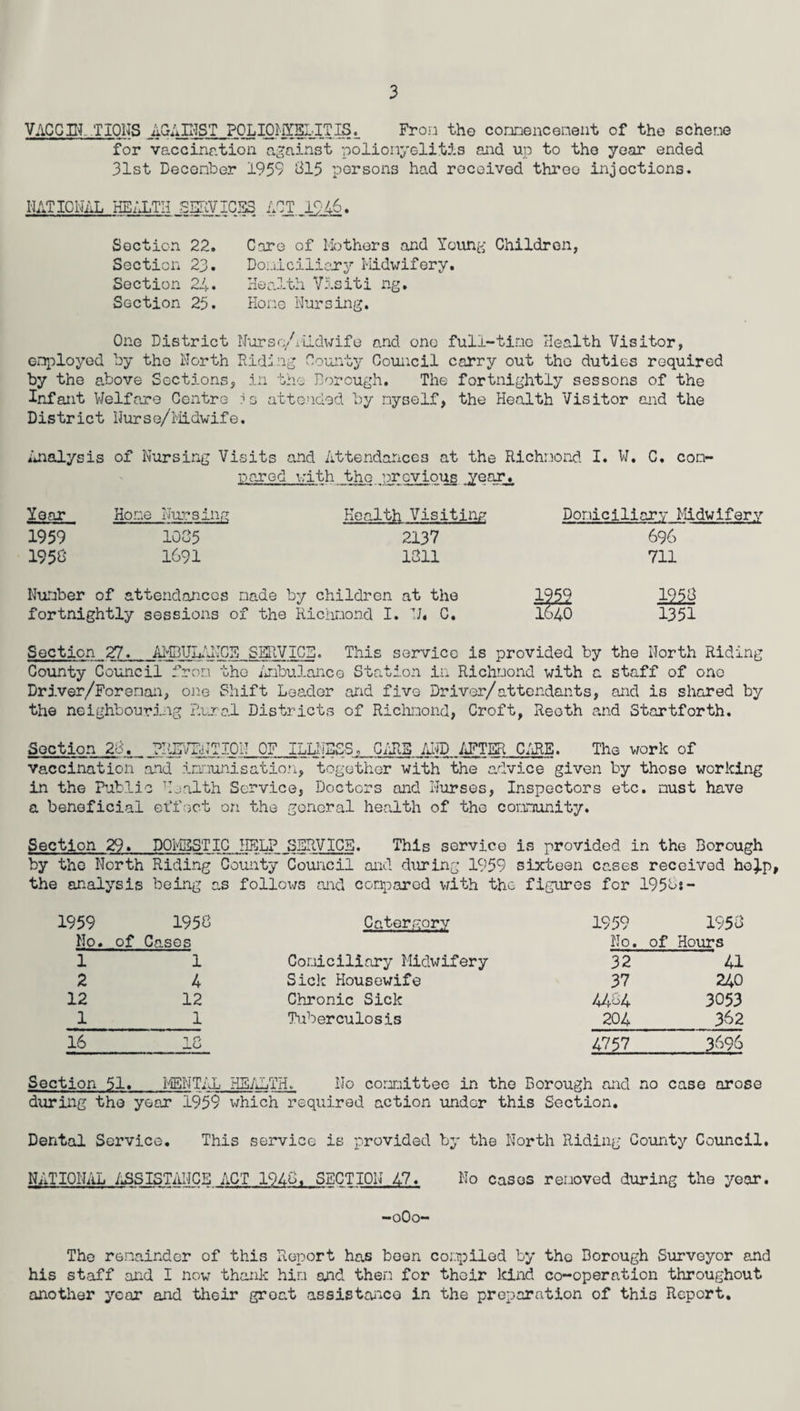 3
VACCIN TIONS AGAINST POLIOMYELITIS. From the commencement of the scheme
for vaccination against poliomyelitis and up to the year ended
31st December 1959 815 persons had received three injections.
NATIONAL HEALTH SERVICES ACT 1946.
Section 22. Care of Mothers and Young Children,
Section 23. Domiciliary Midwifery.
Section 24. Health Visiti ng.
Section 25. Home Nursing.
One District Nurse/Midwife and one full-time Health Visitor,
employed by the North Riding County Council carry out the duties required
by the above Sections, in the Borough. The fortnightly sessons of the
Infant Welfare Centre is attended by myself, the Health Visitor and the
District Nurse/Midwife.
Analysis of Nursing Visits and Attendances at the Richmond I. W. C. com-
pared with the previous year.
Year Home Nursing Health Visiting Domiciliary Midwifery
1959 1085 2137 696
1958 1691 1811 711
Number of attendances made by children at the 1959 1958
fortnightly sessions of the Richmond I. W. C. 1640 1351
Section 27. AMBULANCE SERVICE. This service is provided by the North Riding
County Council from the Ambulance Station in Richmond with a staff of one
Driver/Foreman, one Shift Leader and five Driver/attendants, and is shared by
the neighbouring Rural Districts of Richmond, Croft, Reeth and Startforth.
Section 28. PREVENTION OF ILLNESS, CARE AND AFTER CARE. The work of
vaccination and immunisation, together with the advice given by those working
in the Public Health Service, Doctors and Nurses, Inspectors etc. must have
a beneficial effect on the general health of the community.
Section 29. DOMESTIC HELP SERVICE. This service is provided in the Borough
by the North Riding County Council and during 1959 sixteen cases received help,
the analysis being as follows and compared with the figures for 1958:-
1959 1958 Catergory 1959 1958
No. of Cases No. of Hours
1 1 Comiciliary Midwifery 32 41
2 4 Sick Housewife 37 240
12 12 Chronic Sick 4484 3053
1 1 Tuberculosis 204 362
16 18 4757 3696
Section 51. MENTAL HEALTH. No committee in the Borough and no case arose
during the year 1959 which required action under this Section.
Dental Service. This service is provided by the North Riding County Council.
NATIONAL ASSISTANCE ACT 1948, SECTION 47. No cases removed during the year.
-oOo-
The remainder of this Report has been compiled by the Borough Surveyor and
his staff and I now thank him and them for their kind co-operation throughout
another year and their great assistance in the preparation of this Report.